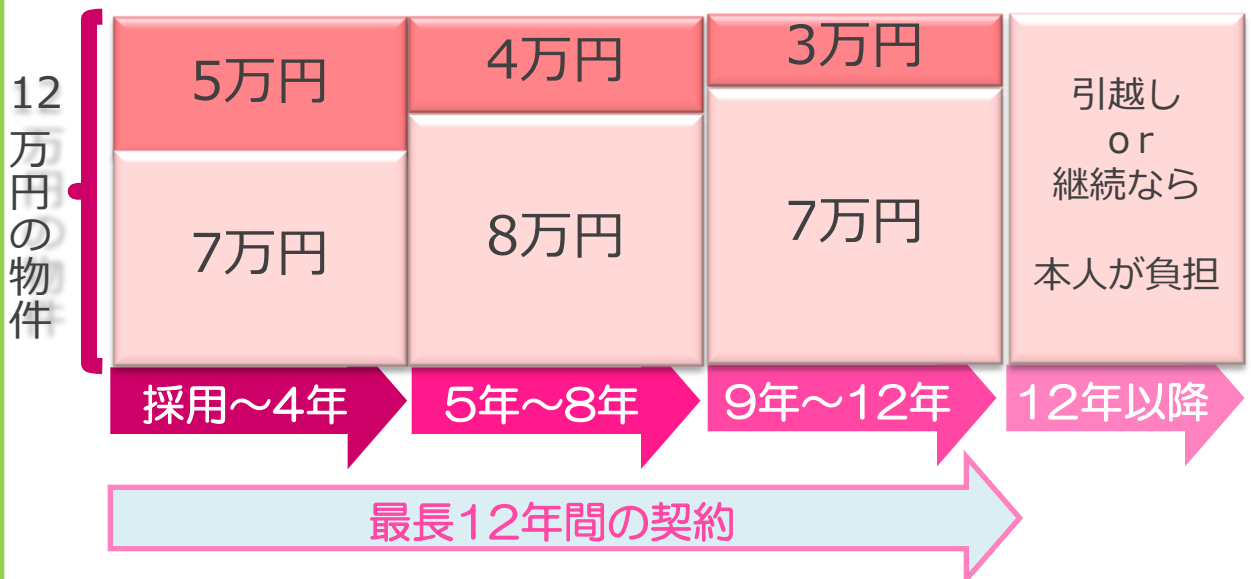 12万円の物件
5万円
4万円
3万円
7万円
8万円
7万円
引越し
or
継続なら
本人が負担
採用～4年
5年～8年
9年～12年
12年以降
最長12年間の契約